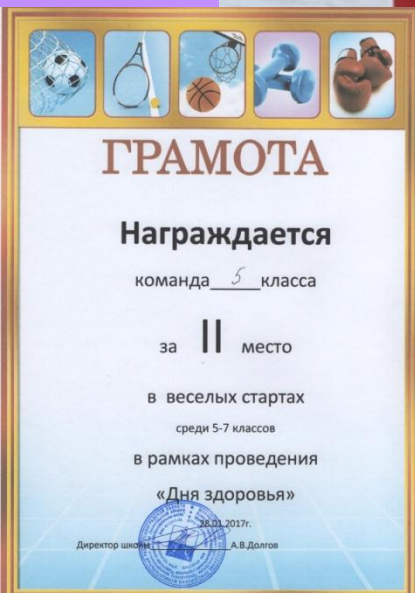 ГРАМОТА
Награждается
команда 5 класса
за II место
в веселых стартах
среди 5-7 классов
в рамках проведения
«Дня здоровья»
28.01.2017г.
Директор школы А.В.Долгов